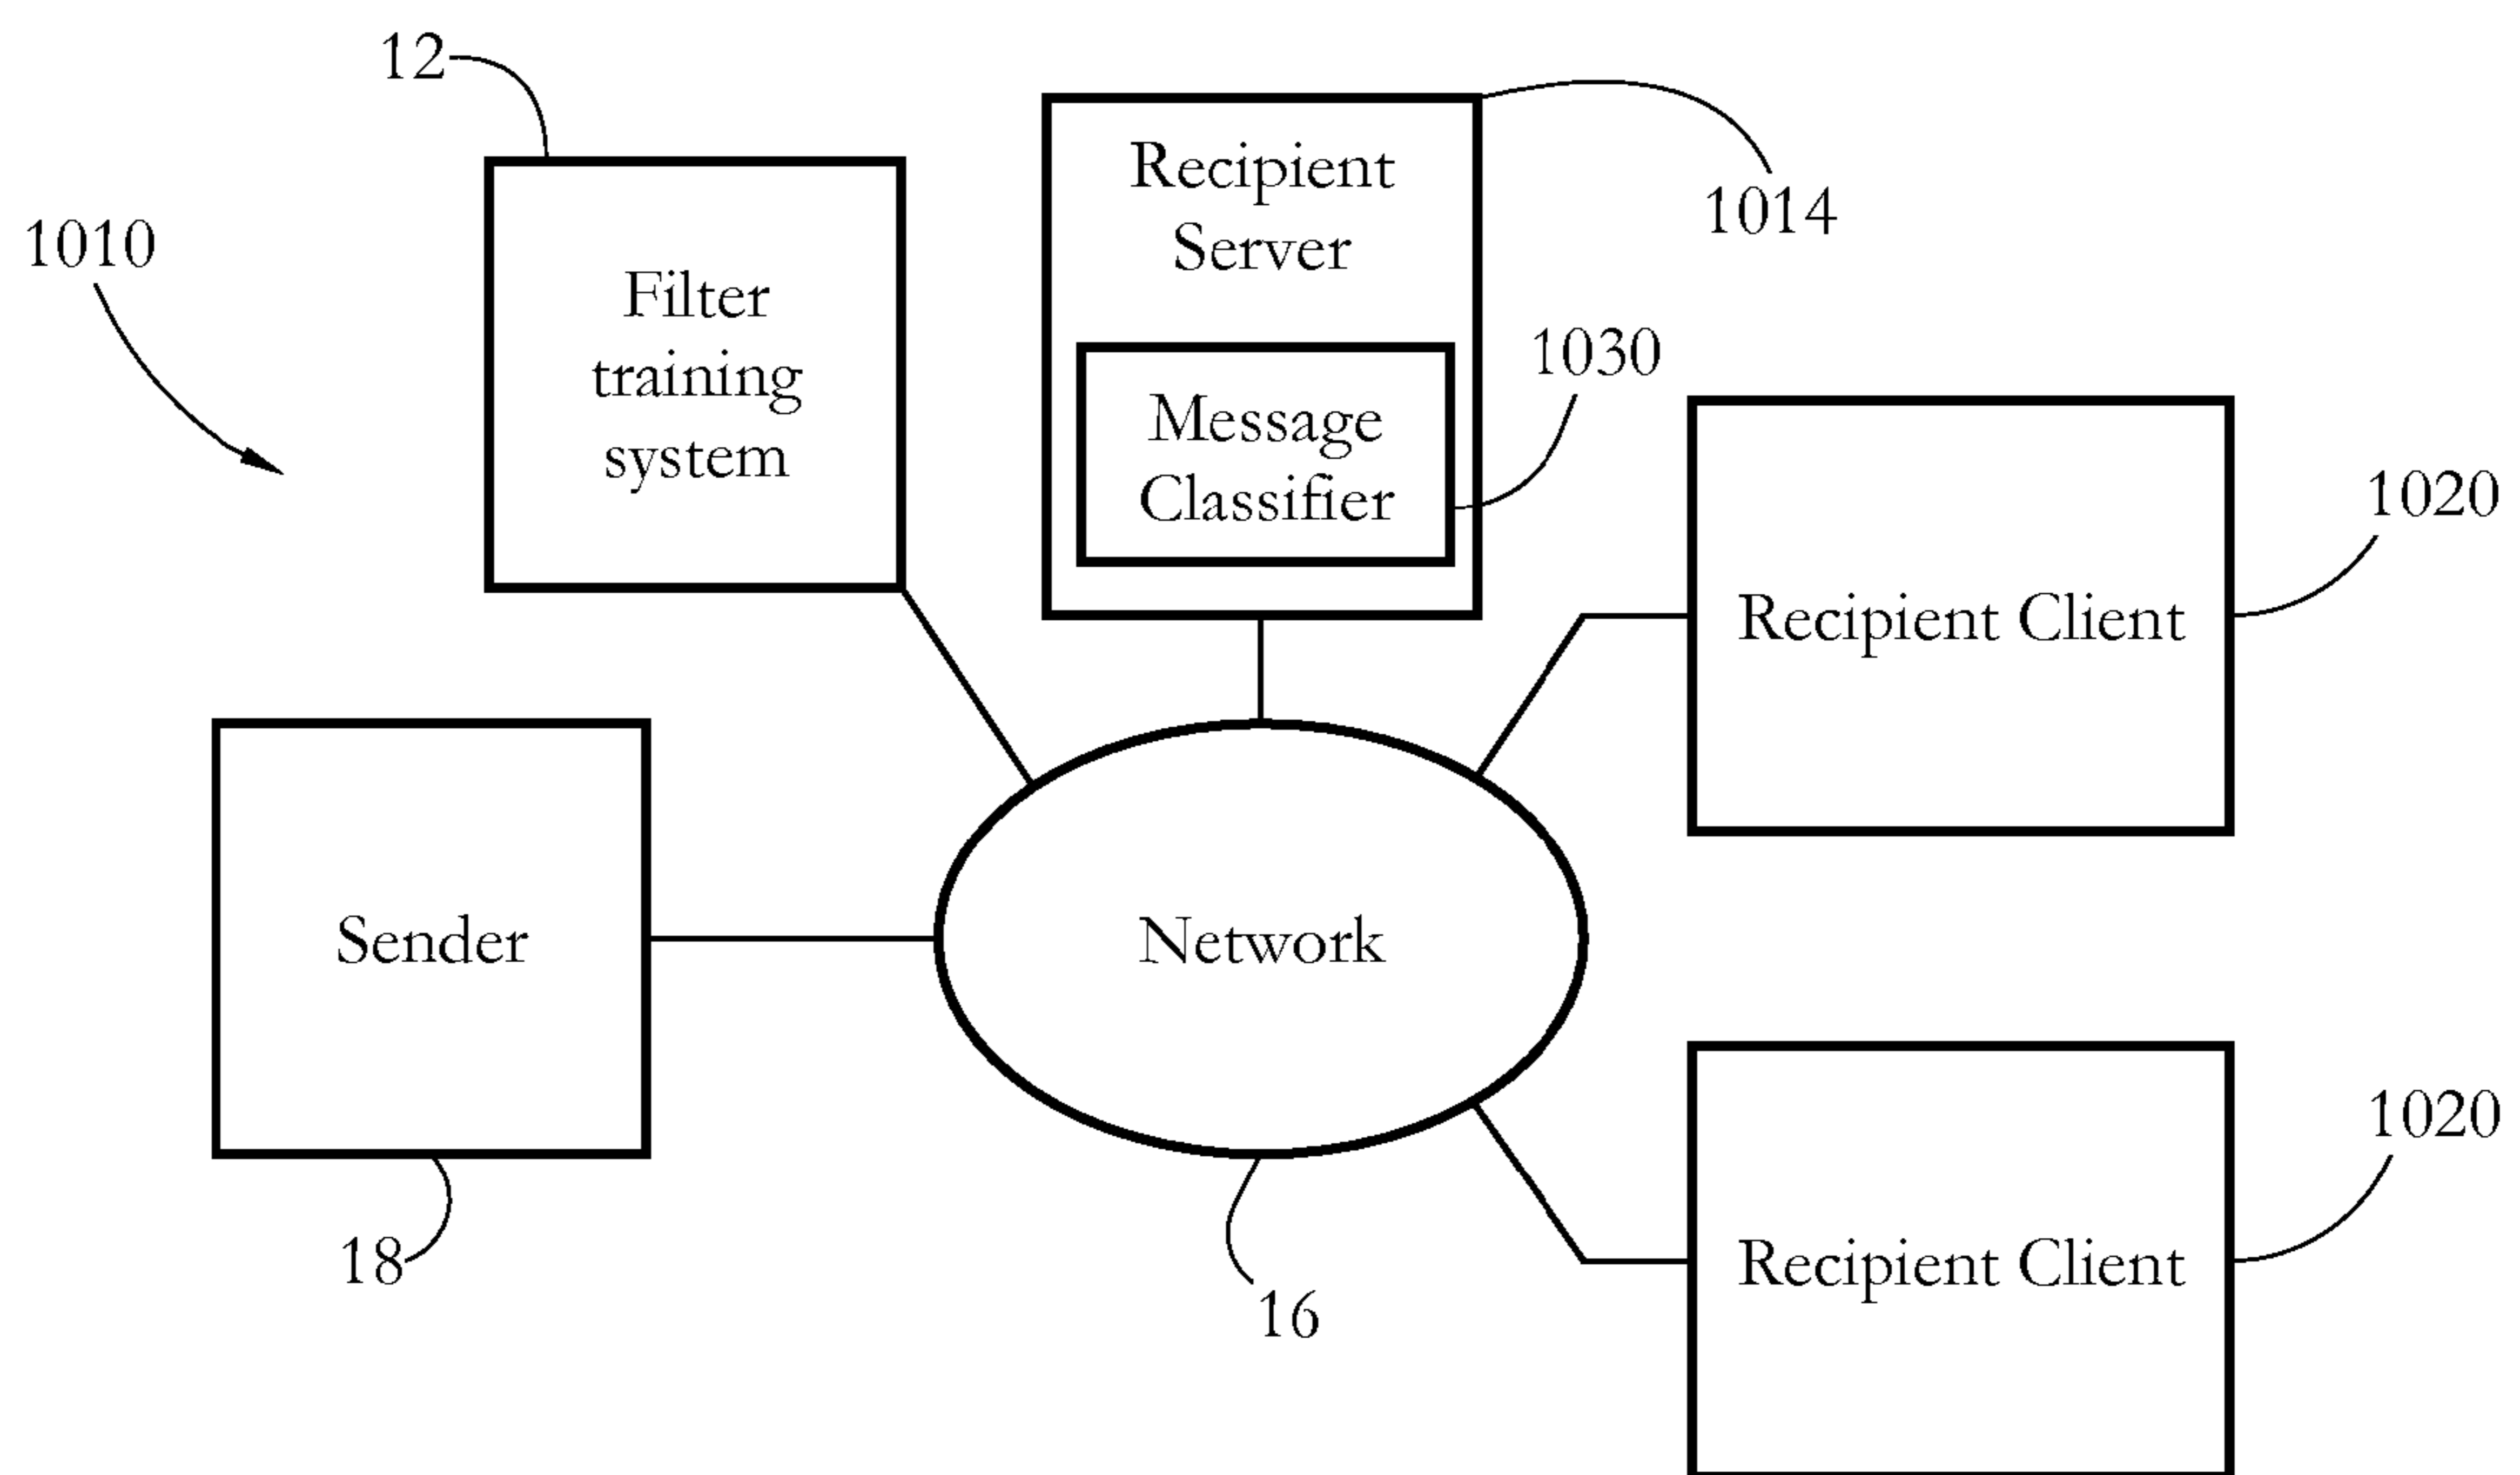 12
1010
Filter
training
system
Recipient
Server
1014
Message
Classifier
1030
Recipient Client
1020
Sender
18
Network
16
Recipient Client
1020